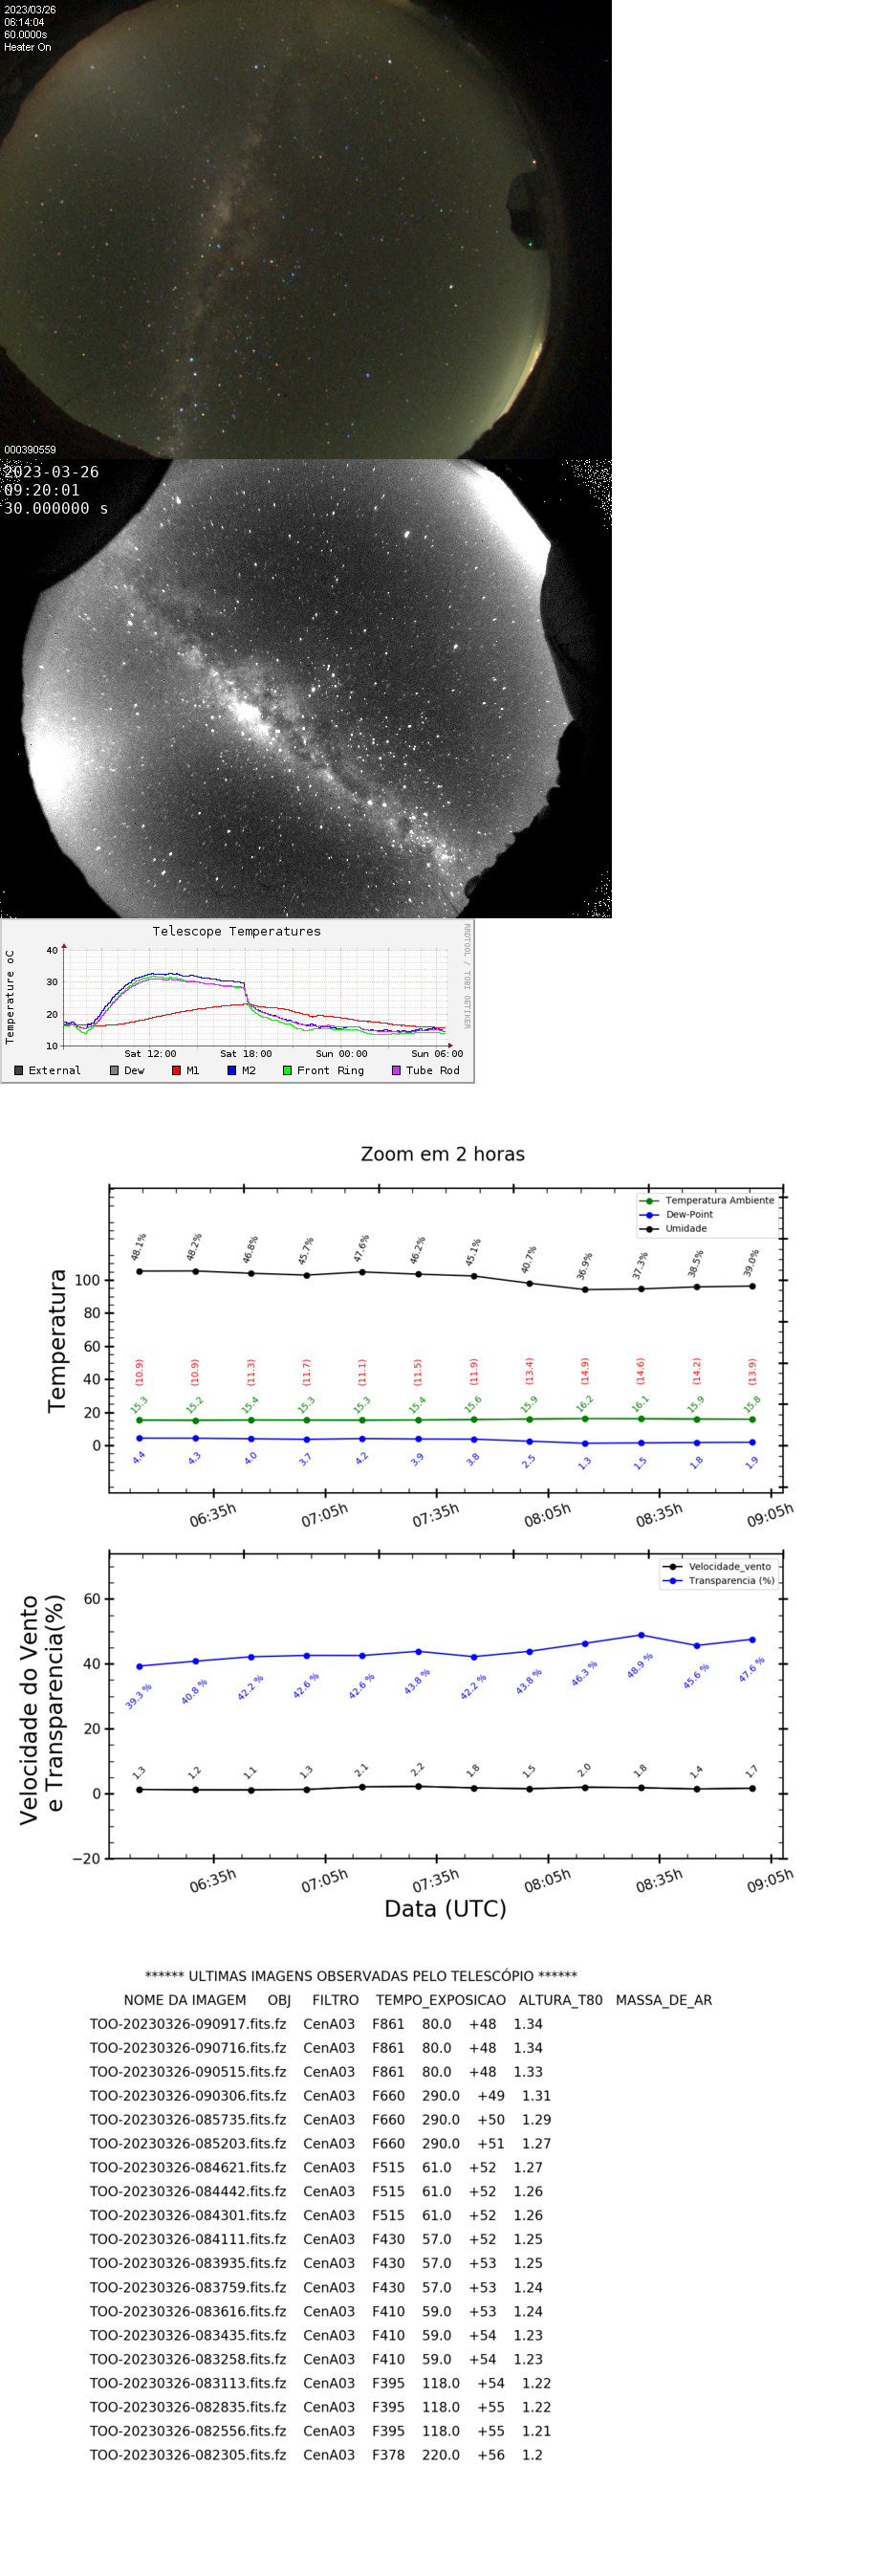 2023/03/26
06:14:04
60.0000s
Heater On
000390559
2023-03-26
09:20:01
30.000000 s
Telescope Temperatures
RRDTOOL / TOBI OETIKER
Temperature oC
40
30
20
10
Sat 12:00 Sat 18:00 Sun 00:00 Sun 06:00
External Dew M1 M2 Front Ring Tube Rod
Zoom em 2 horas
Temperatura Ambiente
Dew-Point
Umidade
Temperatura
100
80
60
40
20
0
48.1% 48.2% 46.8% 45.7% 47.6% 46.2% 45.1% 40.7% 36.9% 37.3% 38.5% 39.0%
(10.9) (10.9) (11.3) (11.7) (11.1) (11.5) (11.9) (13.4) (14.9) (14.6) (14.2) (13.9)
15.3 15.2 15.4 15.3 15.3 15.4 15.6 15.9 16.2 16.1 15.9 15.8
4.4 4.3 4.0 3.7 4.2 3.9 3.8 2.5 1.3 1.5 1.8 1.9
06:35h 07:05h 07:35h 08:05h 08:35h 09:05h
Velocidade_vento
Transparencia (%)
Velocidade do Vento
e Transparencia(%)
60
40
20
0
−20
39.3 % 40.8 % 42.2 % 42.6 % 42.6 % 43.8 % 42.2 % 43.8 % 46.3 % 48.9 % 45.6 % 47.6 %
1.3 1.2 1.1 1.3 2.1 2.2 1.8 1.5 2.0 1.8 1.4 1.7
06:35h 07:05h 07:35h 08:05h 08:35h 09:05h
Data (UTC)
****** ULTIMAS IMAGENS OBSERVADAS PELO TELESCÓPIO ******
NOME DA IMAGEM OBJ FILTRO TEMPO_EXPOSICAO ALTURA_T80 MASSA_DE_AR
TOO-20230326-090917.fits.fz CenA03 F861 80.0 +48 1.34
TOO-20230326-090716.fits.fz CenA03 F861 80.0 +48 1.34
TOO-20230326-090515.fits.fz CenA03 F861 80.0 +48 1.33
TOO-20230326-090306.fits.fz CenA03 F660 290.0 +49 1.31
TOO-20230326-085735.fits.fz CenA03 F660 290.0 +50 1.29
TOO-20230326-085203.fits.fz CenA03 F660 290.0 +51 1.27
TOO-20230326-084621.fits.fz CenA03 F515 61.0 +52 1.27
TOO-20230326-084442.fits.fz CenA03 F515 61.0 +52 1.26
TOO-20230326-084301.fits.fz CenA03 F515 61.0 +52 1.26
TOO-20230326-084111.fits.fz CenA03 F430 57.0 +52 1.25
TOO-20230326-083935.fits.fz CenA03 F430 57.0 +53 1.25
TOO-20230326-083759.fits.fz CenA03 F430 57.0 +53 1.24
TOO-20230326-083616.fits.fz CenA03 F410 59.0 +53 1.24
TOO-20230326-083435.fits.fz CenA03 F410 59.0 +54 1.23
TOO-20230326-083258.fits.fz CenA03 F410 59.0 +54 1.23
TOO-20230326-083113.fits.fz CenA03 F395 118.0 +54 1.22
TOO-20230326-082835.fits.fz CenA03 F395 118.0 +55 1.22
TOO-20230326-082556.fits.fz CenA03 F395 118.0 +55 1.21
TOO-20230326-082305.fits.fz CenA03 F378 220.0 +56 1.2